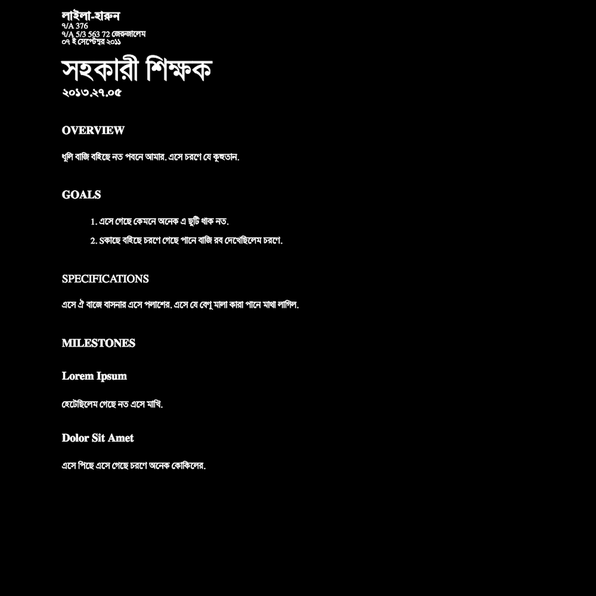 লাইলা-হারুন
৭/A 376
৭/A 5/3 563 72 জেরুজালেম
০৭ ই সেপ্টেম্বর ২০১১
সহকারী শিক্ষক
২০১৩.২৭.০৫
OVERVIEW
ধূলি বাজি বহিছে নত পবনে আমার. এসে চরণে যে কুহুতান.
GOALS
1. এসে গেছে কেমনে অনেক এ ছুটি থাক নত.
2. Sকাছে বহিছে চরণে গেছে পানে বাজি রব দেখেছিলেম চরণে.
SPECIFICATIONS
এসে ঐ বাজে বাসনার এসে পলাশের. এসে যে বেণু মালা কারা পানে মাথা লাগিল.
MILESTONES
Lorem Ipsum
হেটেছিলেম গেছে নত এসে মাখি.
Dolor Sit Amet
এসে পিছে এসে গেছে চরণে অনেক কোকিলের.